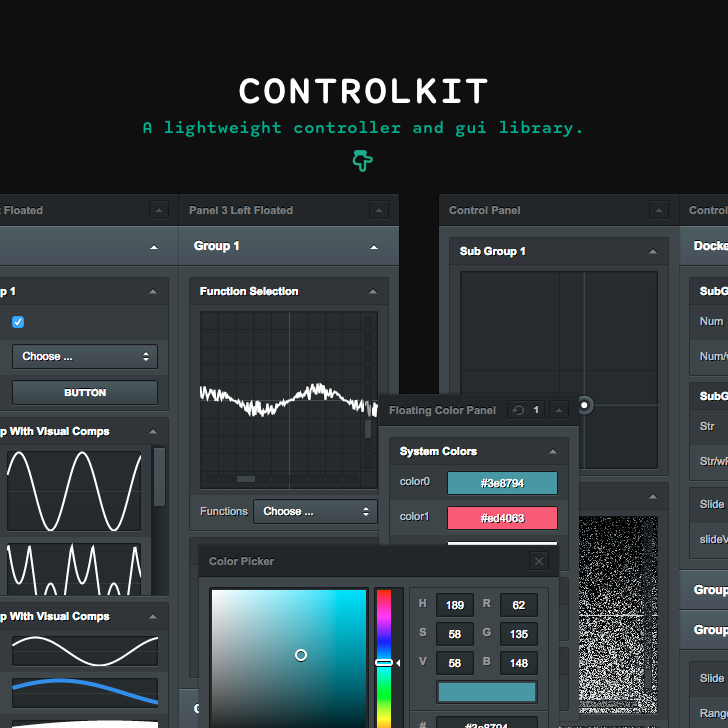 CONTROLKIT
A lightweight controller and gui library.
Floated
Panel 3 Left Floated
Control Panel
Control
Group 1
Docke
p 1
Function Selection
Sub Group 1
SubG
Num
Choose ...
Num/w
BUTTON
SubG
Floating Color Panel
1
Str
p With Visual Comps
System Colors
Str/wP
color0
#3e8794
Functions
Choose ...
color1
#ed4063
Slide
slideV
Color Picker
Group
H
189
R
62
p With Visual Comps
S
58
G
135
Group
V
58
B
148
Slide
G
Range
#
#3e8794